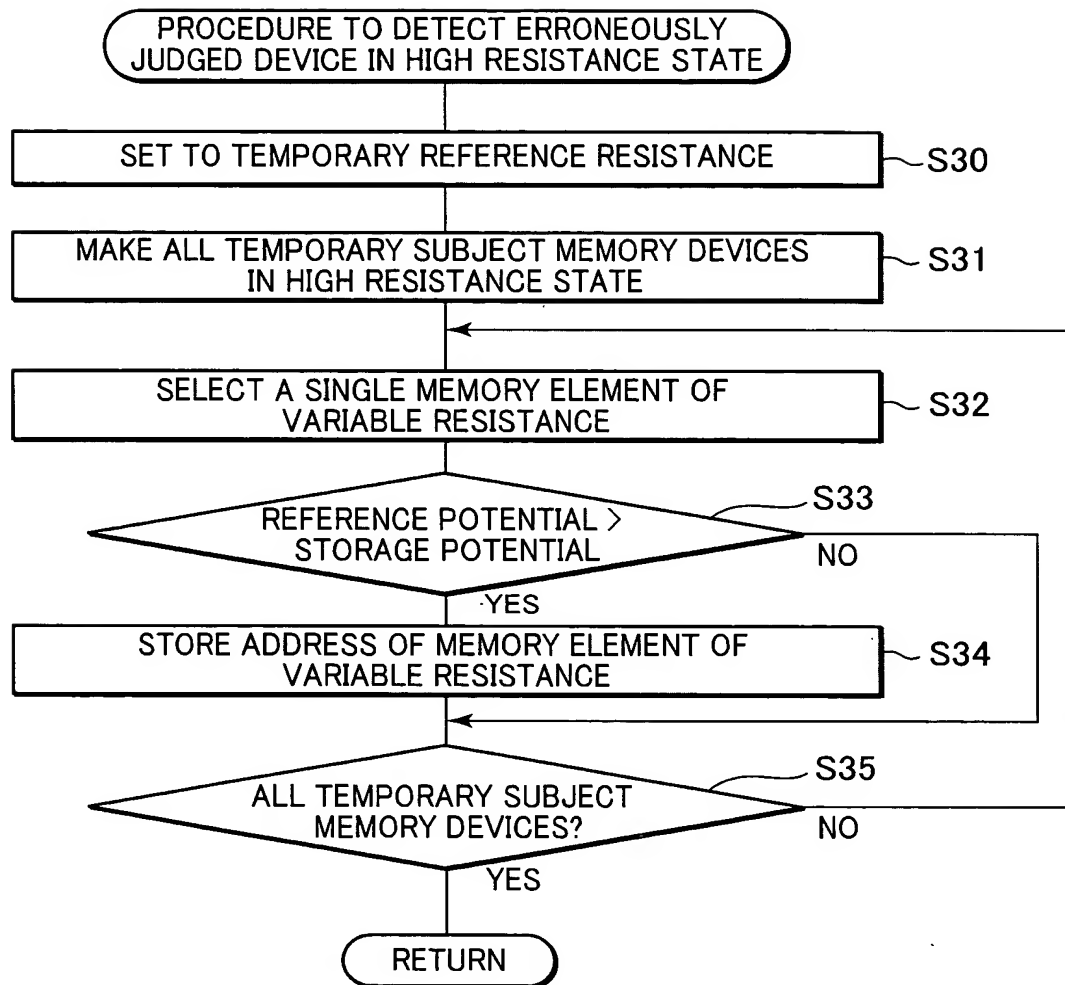 PROCEDURE TO DETECT ERRONEOUSLY
JUDGED DEVICE IN HIGH RESISTANCE STATE
SET TO TEMPORARY REFERENCE RESISTANCE
S30
MAKE ALL TEMPORARY SUBJECT MEMORY DEVICES
IN HIGH RESISTANCE STATE
S31
SELECT A SINGLE MEMORY ELEMENT OF
VARIABLE RESISTANCE
S32
REFERENCE POTENTIAL >
STORAGE POTENTIAL
S33
NO
YES
STORE ADDRESS OF MEMORY ELEMENT OF
VARIABLE RESISTANCE
S34
ALL TEMPORARY SUBJECT
MEMORY DEVICES?
S35
NO
YES
RETURN